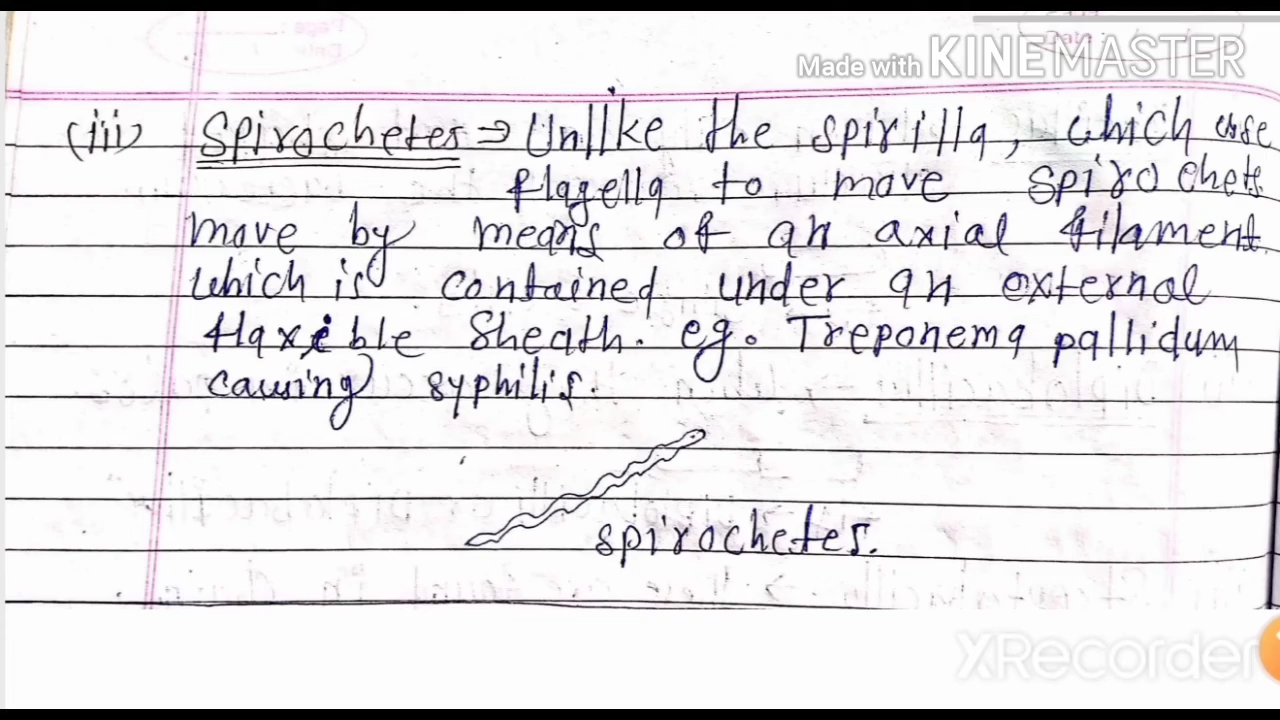 Made with KINEMASTER
(iii) Spirochetes ⇒ Unlike the spirilla, which use
flagella to move spirochete
move by means of an axial filament
which is contained under an external
flaxible Sheath. eg. Treponema pallidum
causing syphilis.
spirochetes.
XRecorder